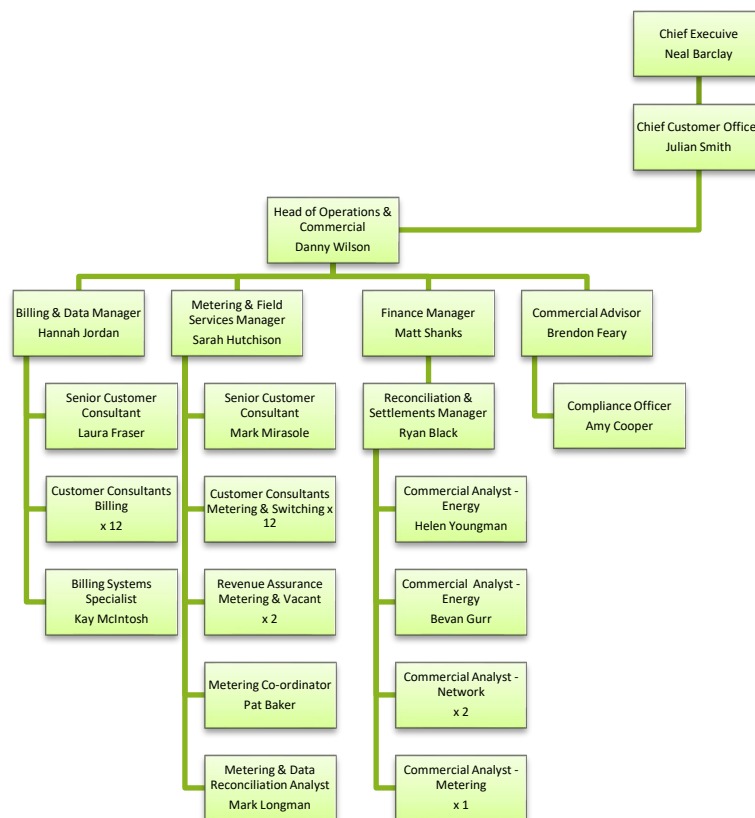 Chief Execuive
Neal Barclay
Chief Customer Office
Julian Smith
Head of Operations &
Commercial
Danny Wilson
Billing & Data Manager
Hannah Jordan
Metering & Field
Services Manager
Sarah Hutchison
Finance Manager
Matt Shanks
Commercial Advisor
Brendon Feary
Senior Customer
Consultant
Laura Fraser
Senior Customer
Consultant
Mark Mirasole
Reconciliation &
Settlements Manager
Ryan Black
Compliance Officer
Amy Cooper
Customer Consultants
Billing
x 12
Customer Consultants
Metering & Switching x
12
Commercial Analyst -
Energy
Helen Youngman
Billing Systems
Specialist
Kay McIntosh
Revenue Assurance
Metering & Vacant
x 2
Commercial Analyst -
Energy
Bevan Gurr
Metering Co-ordinator
Pat Baker
Commercial Analyst -
Network
x 2
Metering & Data
Reconciliation Analyst
Mark Longman
Commercial Analyst -
Metering
x 1